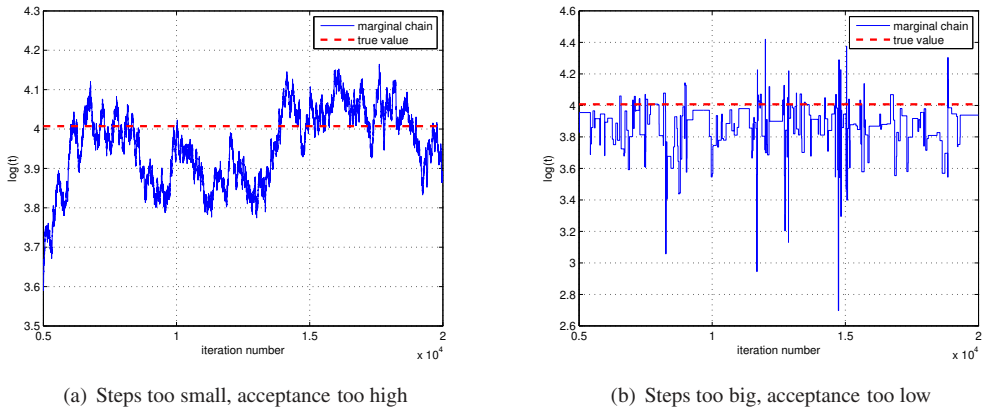 4.3
4.2
4.1
4
3.9
3.8
3.7
3.6
3.5
log(t)
0.5 1 1.5 2
x 10^4
iteration number
marginal chain
true value
(a) Steps too small, acceptance too high
4.6
4.4
4.2
4
3.8
3.6
3.4
3.2
3
2.8
2.6
log(t)
0.5 1 1.5 2
x 10^4
iteration number
marginal chain
true value
(b) Steps too big, acceptance too low